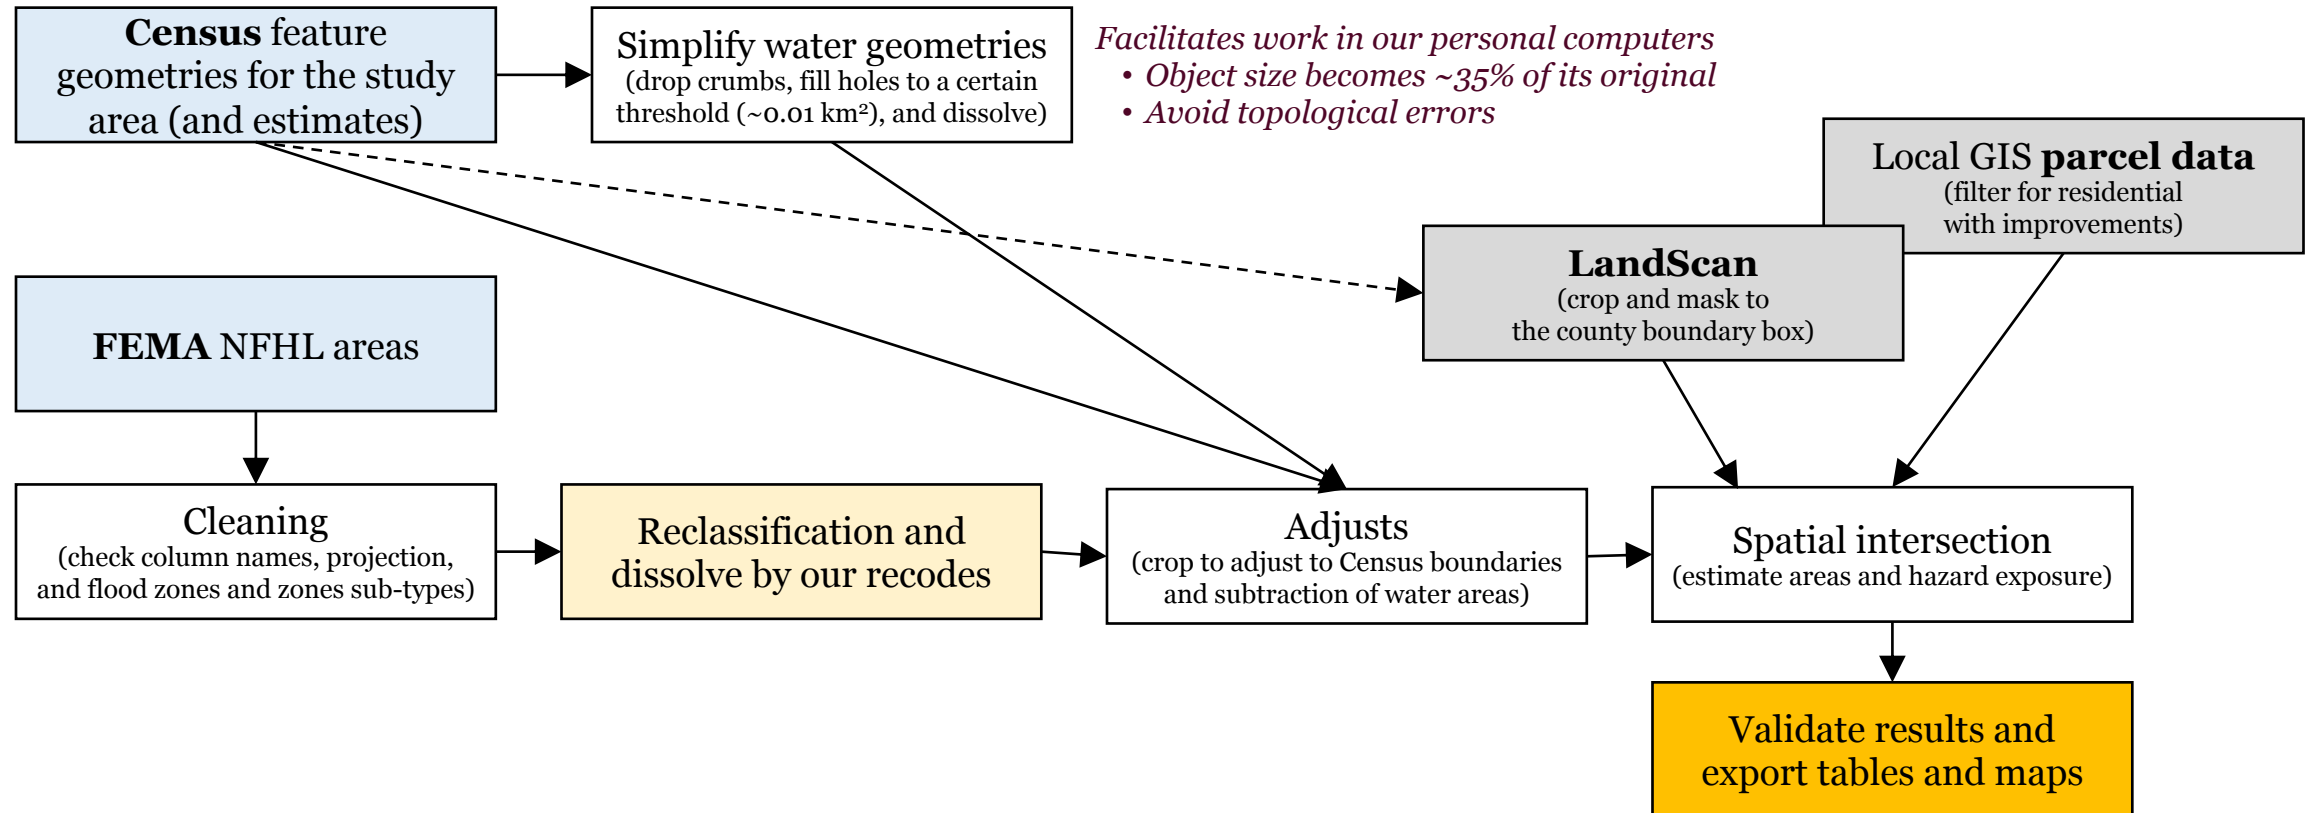 Census feature
geometries for the study
area (and estimates)
Simplify water geometries
(drop crumbs, fill holes to a certain
threshold (~0.01 km²), and dissolve)
Facilitates work in our personal computers
• Object size becomes ~35% of its original
• Avoid topological errors
Local GIS parcel data
(filter for residential
with improvements)
LandScan
(crop and mask to
the county boundary box)
FEMA NFHL areas
Cleaning
(check column names, projection,
and flood zones and zones sub-types)
Reclassification and
dissolve by our recodes
Adjusts
(crop to adjust to Census boundaries
and subtraction of water areas)
Spatial intersection
(estimate areas and hazard exposure)
Validate results and
export tables and maps